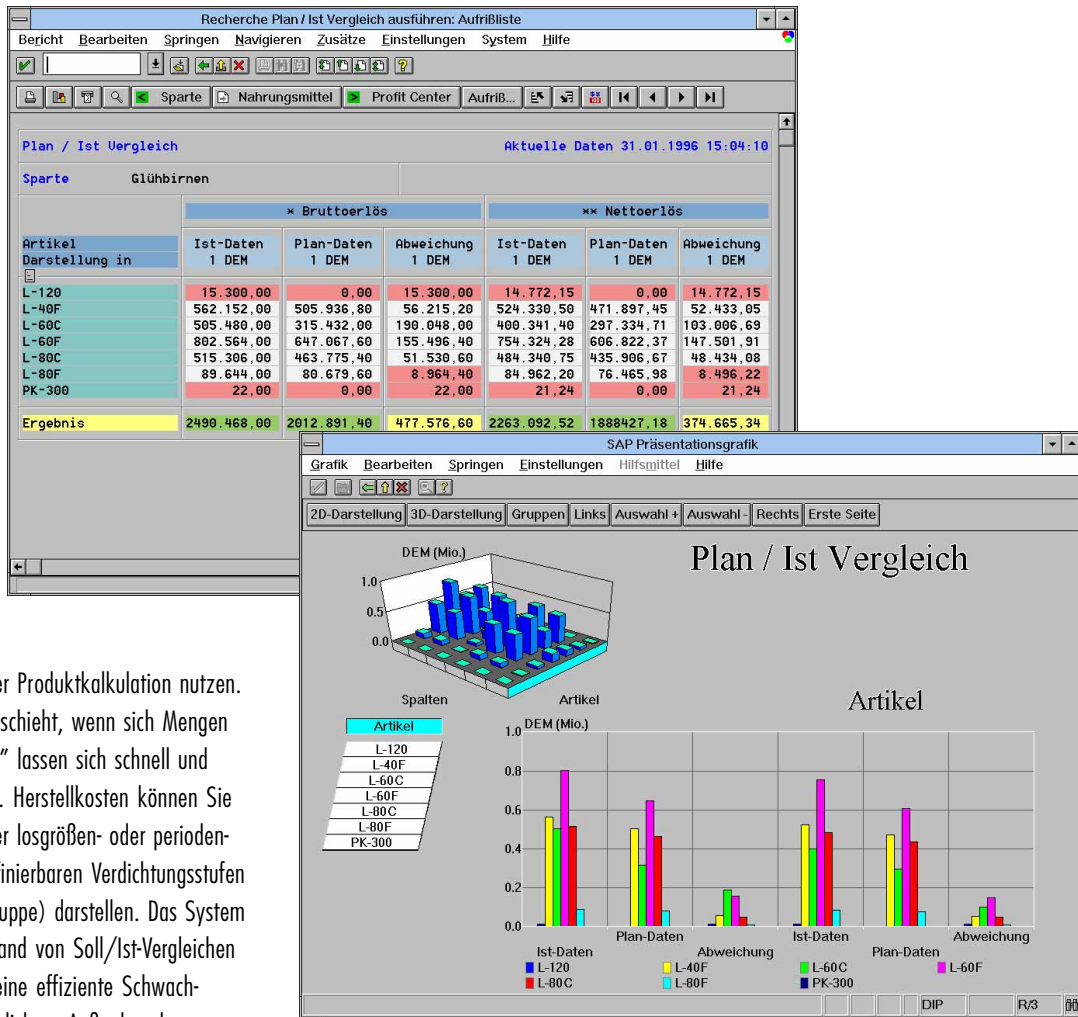 Recherche Plan / Ist Vergleich ausführen: Aufrißliste
Bericht Bearbeiten Springen Navigieren Zusätze Einstellungen System Hilfe
Sparte Nahrungsmittel Profit Center Aufriß...
Plan / Ist Vergleich Aktuelle Daten 31.01.1996 15:04:10
Sparte Glühbirnen
* Bruttoerlös ** Nettoerlös
Artikel Ist-Daten Plan-Daten Abweichung Ist-Daten Plan-Daten Abweichung
Darstellung in 1 DEM 1 DEM 1 DEM 1 DEM 1 DEM 1 DEM
L-120 15.300,00 0,00 15.300,00 14.772,15 0,00 14.772,15
L-40F 562.152,00 505.936,80 56.215,20 524.330,50 471.897,45 52.433,05
L-60C 505.480,00 315.432,00 190.048,00 400.341,40 297.334,71 103.006,69
L-60F 802.564,00 647.067,60 155.496,40 754.324,28 606.822,37 147.501,91
L-80C 515.306,00 463.775,40 51.530,60 484.340,75 435.906,67 48.434,08
L-80F 89.644,00 80.679,60 8.964,40 84.962,20 76.465,98 8.496,22
PK-300 22,00 0,00 22,00 21,24 0,00 21,24
Ergebnis 2490.468,00 2012.891,40 477.576,60 2263.092,52 1888427,18 374.665,34
SAP Präsentationsgrafik
Grafik Bearbeiten Springen Einstellungen Hilfsmittel Hilfe
2D-Darstellung 3D-Darstellung Gruppen Links Auswahl + Auswahl - Rechts Erste Seite
Plan / Ist Vergleich
DEM (Mio.)
1.0
0.5
0.0
Spalten Artikel
Artikel
L-120
L-40F
L-60C
L-60F
L-80C
L-80F
PK-300
Artikel
DEM (Mio.)
1.0
0.8
0.6
0.4
0.2
0.0
Ist-Daten Plan-Daten Abweichung Ist-Daten Plan-Daten Abweichung
L-120 L-40F L-60C L-60F
L-80C L-80F PK-300
DIP R/3
er Produktkalkulation nutzen.
schieht, wenn sich Mengen
" lassen sich schnell und
. Herstellkosten können Sie
er losgrößen- oder perioden-
finierbaren Verdichtungsstufen
uppe) darstellen. Das System
and von Soll/Ist-Vergleichen
eine effiziente Schwach-